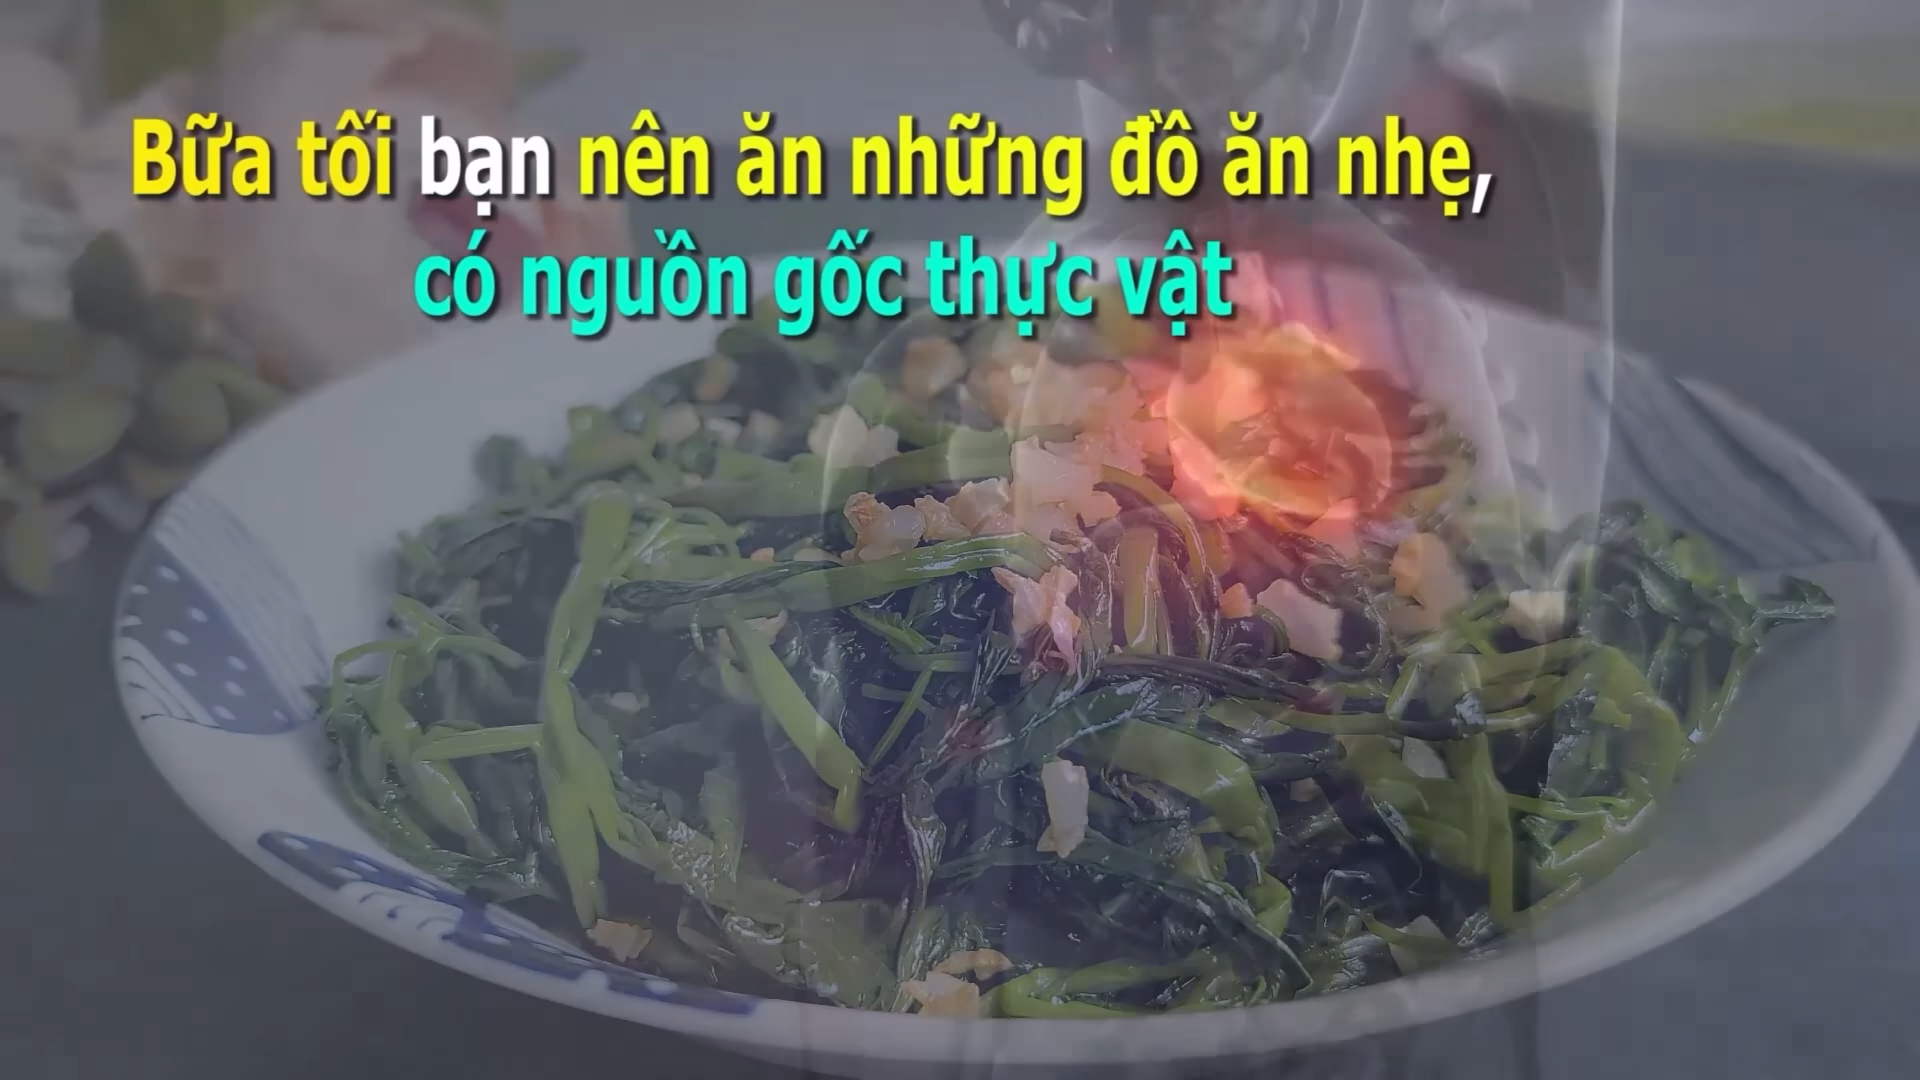 Bữa tối bạn nên ăn những đồ ăn nhẹ,
có nguồn gốc thực vật